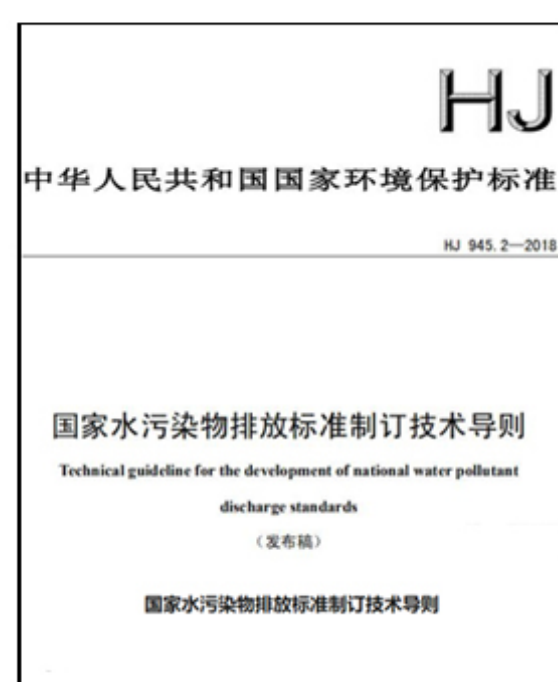 HJ
中华人民共和国国家环境保护标准
HJ 945.2—2018
国家水污染物排放标准制订技术导则
Technical guideline for the development of national water pollutant
discharge standards
（发布稿）
国家水污染物排放标准制订技术导则